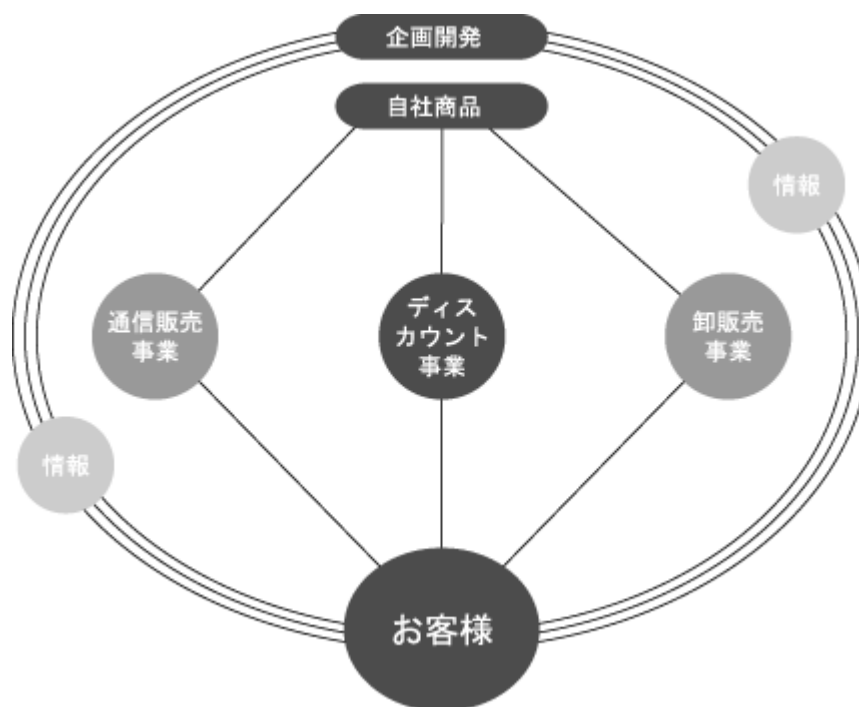 企画開発
自社商品
情報
通信販売
事業
ディス
カウント
事業
卸販売
事業
情報
お客様